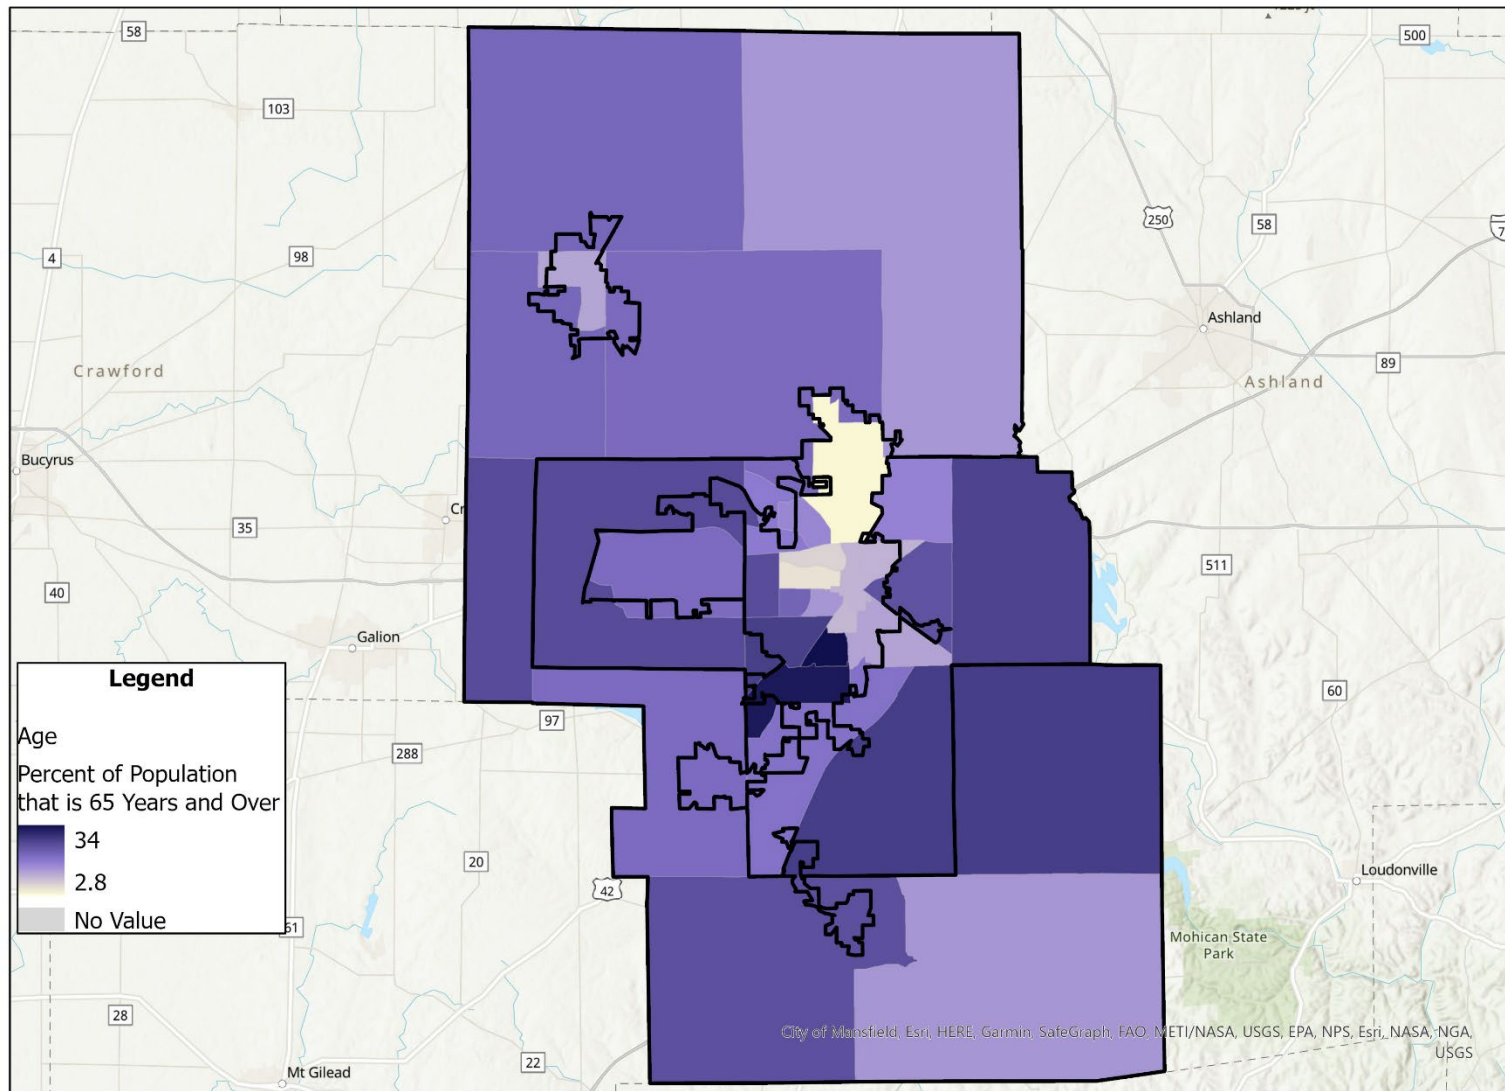 58
500
103
250
58
4
98
Ashland
Crawford
89
Ashland
Bucyrus
35
511
40
Galion
Legend
60
97
Age
288
Percent of Population
that is 65 Years and Over
34
20
2.8
42
Loudonville
No Value
61
Mohican State
Park
28
City of Mansfield, Esri, HERE, Garmin, SafeGraph, FAO, METI/NASA, USGS, EPA, NPS, Esri, NASA, NGA,
USGS
22
Mt Gilead